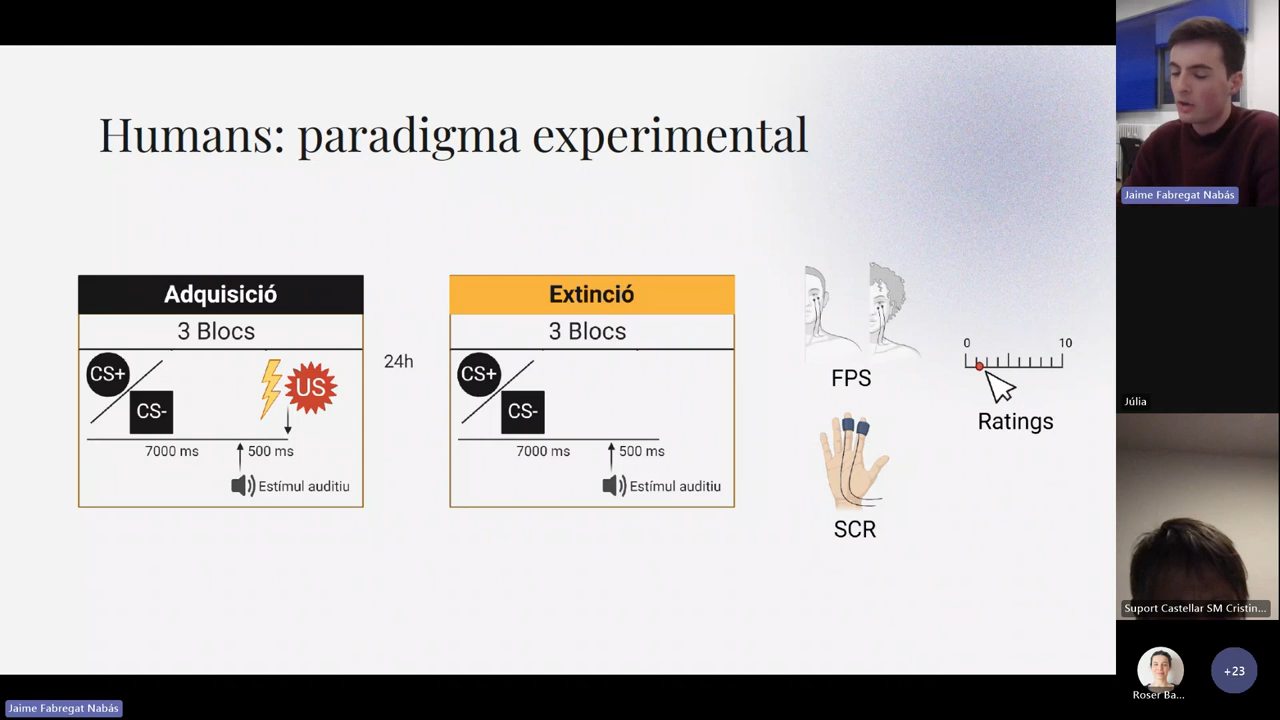 Humans: paradigma experimental
Adquisició
3 Blocs
CS+
CS-
US
7000 ms
500 ms
Estímul auditiu
24h
Extinció
3 Blocs
CS+
CS-
7000 ms
500 ms
Estímul auditiu
FPS
SCR
0
10
Ratings
Jaime Fabregat Nabás
Júlia
Suport Castellar SM Cristin...
Roser Ba...
+23
Jaime Fabregat Nabás